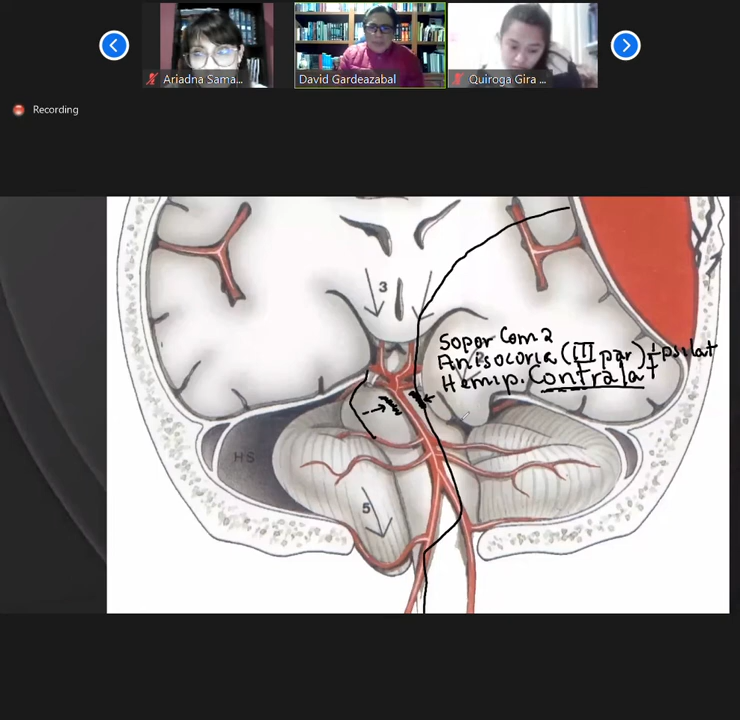 Ariadna Sama...
David Gardeazabal
Quiroga Gira ...
Recording
3
Sopor Coma
Anisocoria (III par) Ipsilat
Hemip. Contralat
HS
5